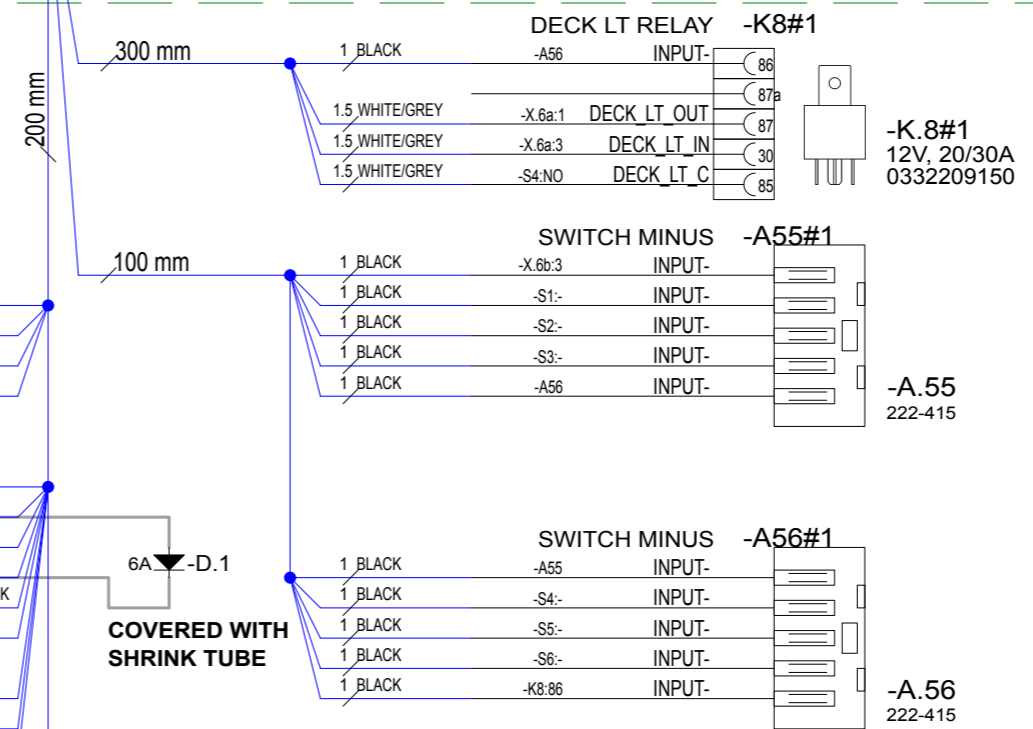 DECK LT RELAY -K8#1
300 mm 1 BLACK -A56 INPUT- 86
87a
1.5 WHITE/GREY -X.6a:1 DECK_LT_OUT 87
1.5 WHITE/GREY -X.6a:3 DECK_LT_IN 30
1.5 WHITE/GREY -S4:NO DECK_LT_C 85
-K.8#1
12V, 20/30A
0332209150
200 mm
SWITCH MINUS -A55#1
100 mm 1 BLACK -X.6b:3 INPUT-
1 BLACK -S1:- INPUT-
1 BLACK -S2:- INPUT-
1 BLACK -S3:- INPUT-
1 BLACK -A56 INPUT-
-A.55
222-415
SWITCH MINUS -A56#1
1 BLACK -A55 INPUT-
1 BLACK -S4:- INPUT-
1 BLACK -S5:- INPUT-
1 BLACK -S6:- INPUT-
1 BLACK -K8:86 INPUT-
-A.56
222-415
6A -D.1
K
COVERED WITH
SHRINK TUBE